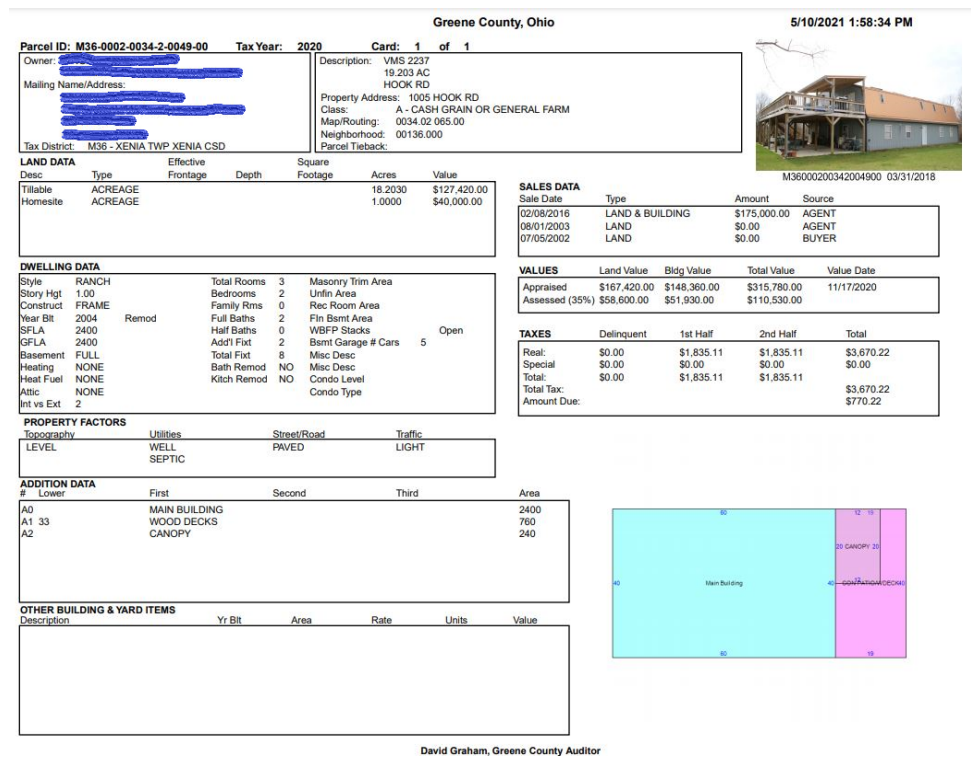 Greene County, Ohio
5/10/2021 1:58:34 PM
Parcel ID: M36-0002-0034-2-0049-00 Tax Year: 2020 Card: 1 of 1
Owner:
Mailing Name/Address:
Tax District: M36 - XENIA TWP XENIA CSD
Description: VMS 2237
19.203 AC
HOOK RD
Property Address: 1005 HOOK RD
Class: A - CASH GRAIN OR GENERAL FARM
Map/Routing: 0034.02 065.00
Neighborhood: 00136.000
Parcel Tieback:
M36000200342004900 03/31/2018
LAND DATA
Effective Square
Desc Type Frontage Depth Footage Acres Value
Tillable ACREAGE 18.2030 $127,420.00
Homesite ACREAGE 1.0000 $40,000.00
SALES DATA
Sale Date Type Amount Source
02/08/2016 LAND & BUILDING $175,000.00 AGENT
08/01/2003 LAND $0.00 AGENT
07/05/2002 LAND $0.00 BUYER
DWELLING DATA
Style RANCH Total Rooms 3 Masonry Trim Area
Story Hgt 1.00 Bedrooms 2 Unfin Area
Construct FRAME Family Rms 0 Rec Room Area
Year Blt 2004 Remod Full Baths 2 Fin Bsmt Area
SFLA 2400 Half Baths 0 WBFP Stacks Open
GFLA 2400 Add'l Fixt 2 Bsmt Garage # Cars 5
Basement FULL Total Fixt 8 Misc Desc
Heating NONE Bath Remod NO Misc Desc
Heat Fuel NONE Kitch Remod NO Condo Level
Attic NONE Condo Type
Int vs Ext 2
VALUES Land Value Bldg Value Total Value Value Date
Appraised $167,420.00 $148,360.00 $315,780.00 11/17/2020
Assessed (35%) $58,600.00 $51,930.00 $110,530.00
TAXES Delinquent 1st Half 2nd Half Total
Real: $0.00 $1,835.11 $1,835.11 $3,670.22
Special $0.00 $0.00 $0.00 $0.00
Total: $0.00 $1,835.11 $1,835.11
Total Tax: $3,670.22
Amount Due: $770.22
PROPERTY FACTORS
Topography Utilities Street/Road Traffic
LEVEL WELL PAVED LIGHT
SEPTIC
ADDITION DATA
# Lower First Second Third Area
A0 MAIN BUILDING 2400
A1 33 WOOD DECKS 760
A2 CANOPY 240
60 12 19
20 CANOPY 20
40 Main Building 40
60 19
OTHER BUILDING & YARD ITEMS
Description Yr Blt Area Rate Units Value
David Graham, Greene County Auditor